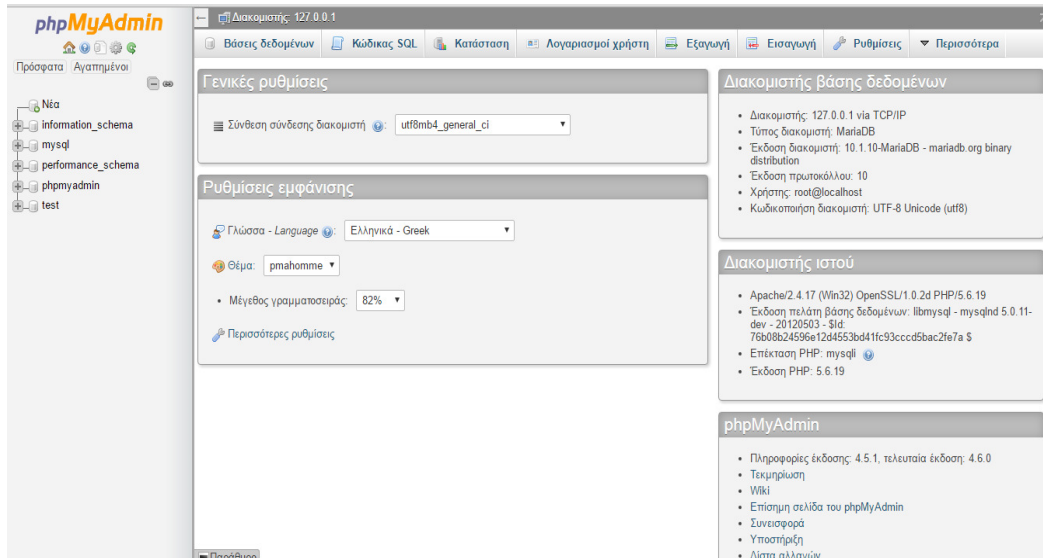 phpMyAdmin
Πρόσφατα Αγαπημένοι
Νέα
information_schema
mysql
performance_schema
phpmyadmin
test
Διακομιστής: 127.0.0.1
Βάσεις δεδομένων Κώδικας SQL Κατάσταση Λογαριασμοί χρήστη Εξαγωγή Εισαγωγή Ρυθμίσεις Περισσότερα
Γενικές ρυθμίσεις
Σύνθεση σύνδεσης διακομιστή : utf8mb4_general_ci
Ρυθμίσεις εμφάνισης
Γλώσσα - Language : Ελληνικά - Greek
Θέμα: pmahomme
• Μέγεθος γραμματοσειράς: 82%
Περισσότερες ρυθμίσεις
Διακομιστής βάσης δεδομένων
• Διακομιστής: 127.0.0.1 via TCP/IP
• Τύπος διακομιστή: MariaDB
• Έκδοση διακομιστή: 10.1.10-MariaDB - mariadb.org binary
distribution
• Έκδοση πρωτοκόλλου: 10
• Χρήστης: root@localhost
• Κωδικοποίηση διακομιστή: UTF-8 Unicode (utf8)
Διακομιστής ιστού
• Apache/2.4.17 (Win32) OpenSSL/1.0.2d PHP/5.6.19
• Έκδοση πελάτη βάσης δεδομένων: libmysql - mysqlnd 5.0.11-
dev - 20120503 - $Id:
76b08b24596e12d4553bd41fc93cccd5bac2fe7a $
• Επέκταση PHP: mysqli
• Έκδοση PHP: 5.6.19
phpMyAdmin
• Πληροφορίες έκδοσης: 4.5.1, τελευταία έκδοση: 4.6.0
• Τεκμηρίωση
• Wiki
• Επίσημη σελίδα του phpMyAdmin
• Συνεισφορά
• Υποστήριξη
• Λίστα αλλαγών
Παράθυρο